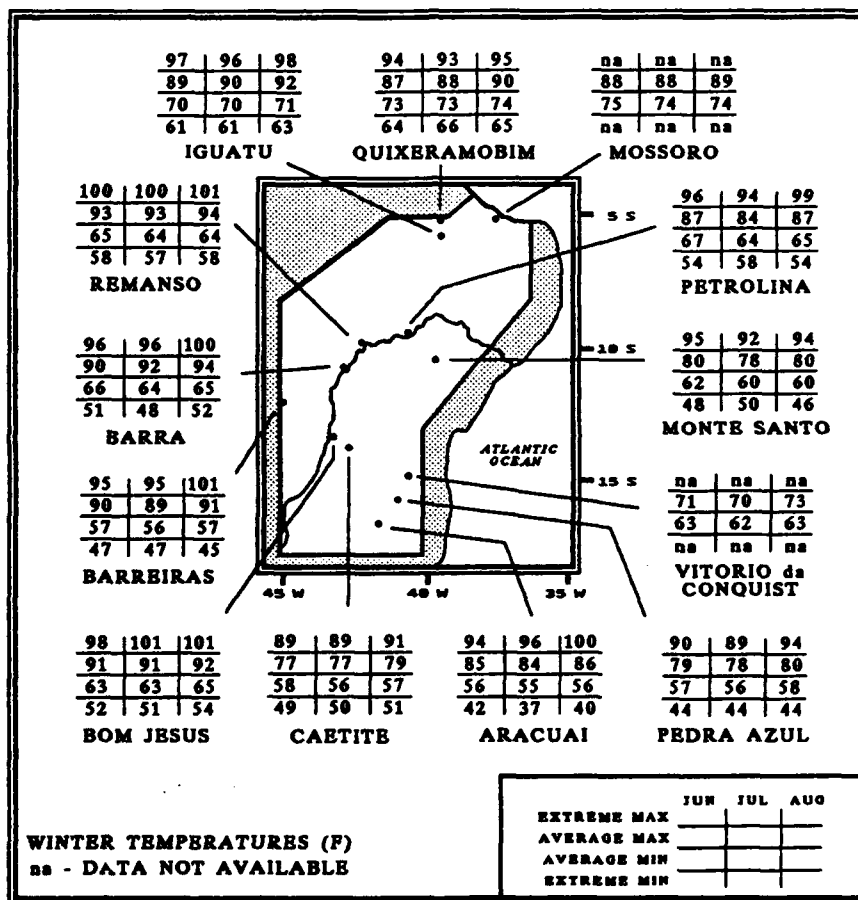 97 96 98
89 90 92
70 70 71
61 61 63
IGUATU
94 93 95
87 88 90
73 73 74
64 66 65
QUIXERAMOBIM
na na na
88 88 89
75 74 74
na na na
MOSSORO
100 100 101
93 93 94
65 64 64
58 57 58
REMANSO
96 94 99
87 84 87
67 64 65
54 58 54
PETROLINA
96 96 100
90 92 94
66 64 65
51 48 52
BARRA
95 92 94
80 78 80
62 60 60
48 50 46
MONTE SANTO
95 95 101
90 89 91
57 56 57
47 47 45
BARREIRAS
na na na
71 70 73
63 62 63
na na na
VITORIO da
CONQUIST
5 S
10 S
15 S
ATLANTIC
OCEAN
45 W 40 W 35 W
98 101 101
91 91 92
63 63 65
52 51 54
BOM JESUS
89 89 91
77 77 79
58 56 57
49 50 51
CAETITE
94 96 100
85 84 86
56 55 56
42 37 40
ARACUAI
90 89 94
79 78 80
57 56 58
44 44 44
PEDRA AZUL
WINTER TEMPERATURES (F)
na - DATA NOT AVAILABLE
JUN JUL AUG
EXTREME MAX
AVERAGE MAX
AVERAGE MIN
EXTREME MIN